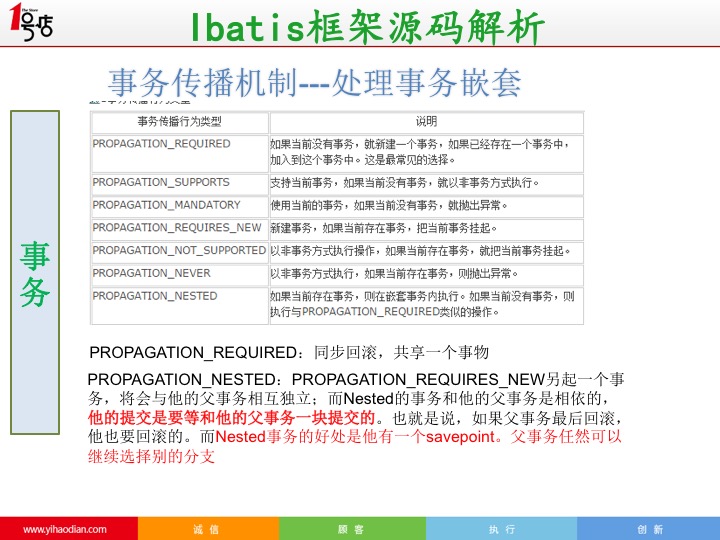 The Store
1号店
Ibatis框架源码解析
事务传播机制---处理事务嵌套
事务
事务传播行为类型 说明
PROPAGATION_REQUIRED 如果当前没有事务，就新建一个事务，如果已经存在一个事务中，
加入到这个事务中。这是最常见的选择。
PROPAGATION_SUPPORTS 支持当前事务，如果当前没有事务，就以非事务方式执行。
PROPAGATION_MANDATORY 使用当前的事务，如果当前没有事务，就抛出异常。
PROPAGATION_REQUIRES_NEW 新建事务，如果当前存在事务，把当前事务挂起。
PROPAGATION_NOT_SUPPORTED 以非事务方式执行操作，如果当前存在事务，就把当前事务挂起。
PROPAGATION_NEVER 以非事务方式执行，如果当前存在事务，则抛出异常。
PROPAGATION_NESTED 如果当前存在事务，则在嵌套事务内执行。如果当前没有事务，则
执行与PROPAGATION_REQUIRED类似的操作。
PROPAGATION_REQUIRED：同步回滚，共享一个事物
PROPAGATION_NESTED：PROPAGATION_REQUIRES_NEW另起一个事
务，将会与他的父事务相互独立；而Nested的事务和他的父事务是相依的，
他的提交是要等和他的父事务一块提交的。也就是说，如果父事务最后回滚，
他也要回滚的。而Nested事务的好处是他有一个savepoint。父事务任然可以
继续选择别的分支
www.yihaodian.com 诚 信 顾 客 执 行 创 新